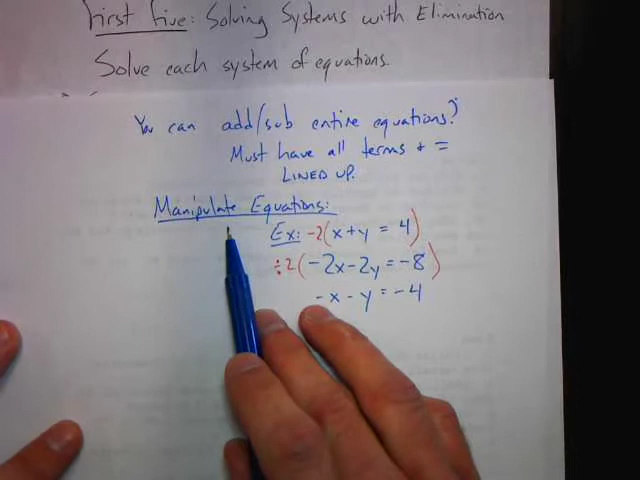 First Five: Solving Systems with Elimination
Solve each system of equations.
You can add/sub entire equations?
Must have all terms + =
LINED UP.
Manipulate Equations:
Ex: -2(x+y = 4)
÷2(-2x-2y=-8)
-x-y=-4